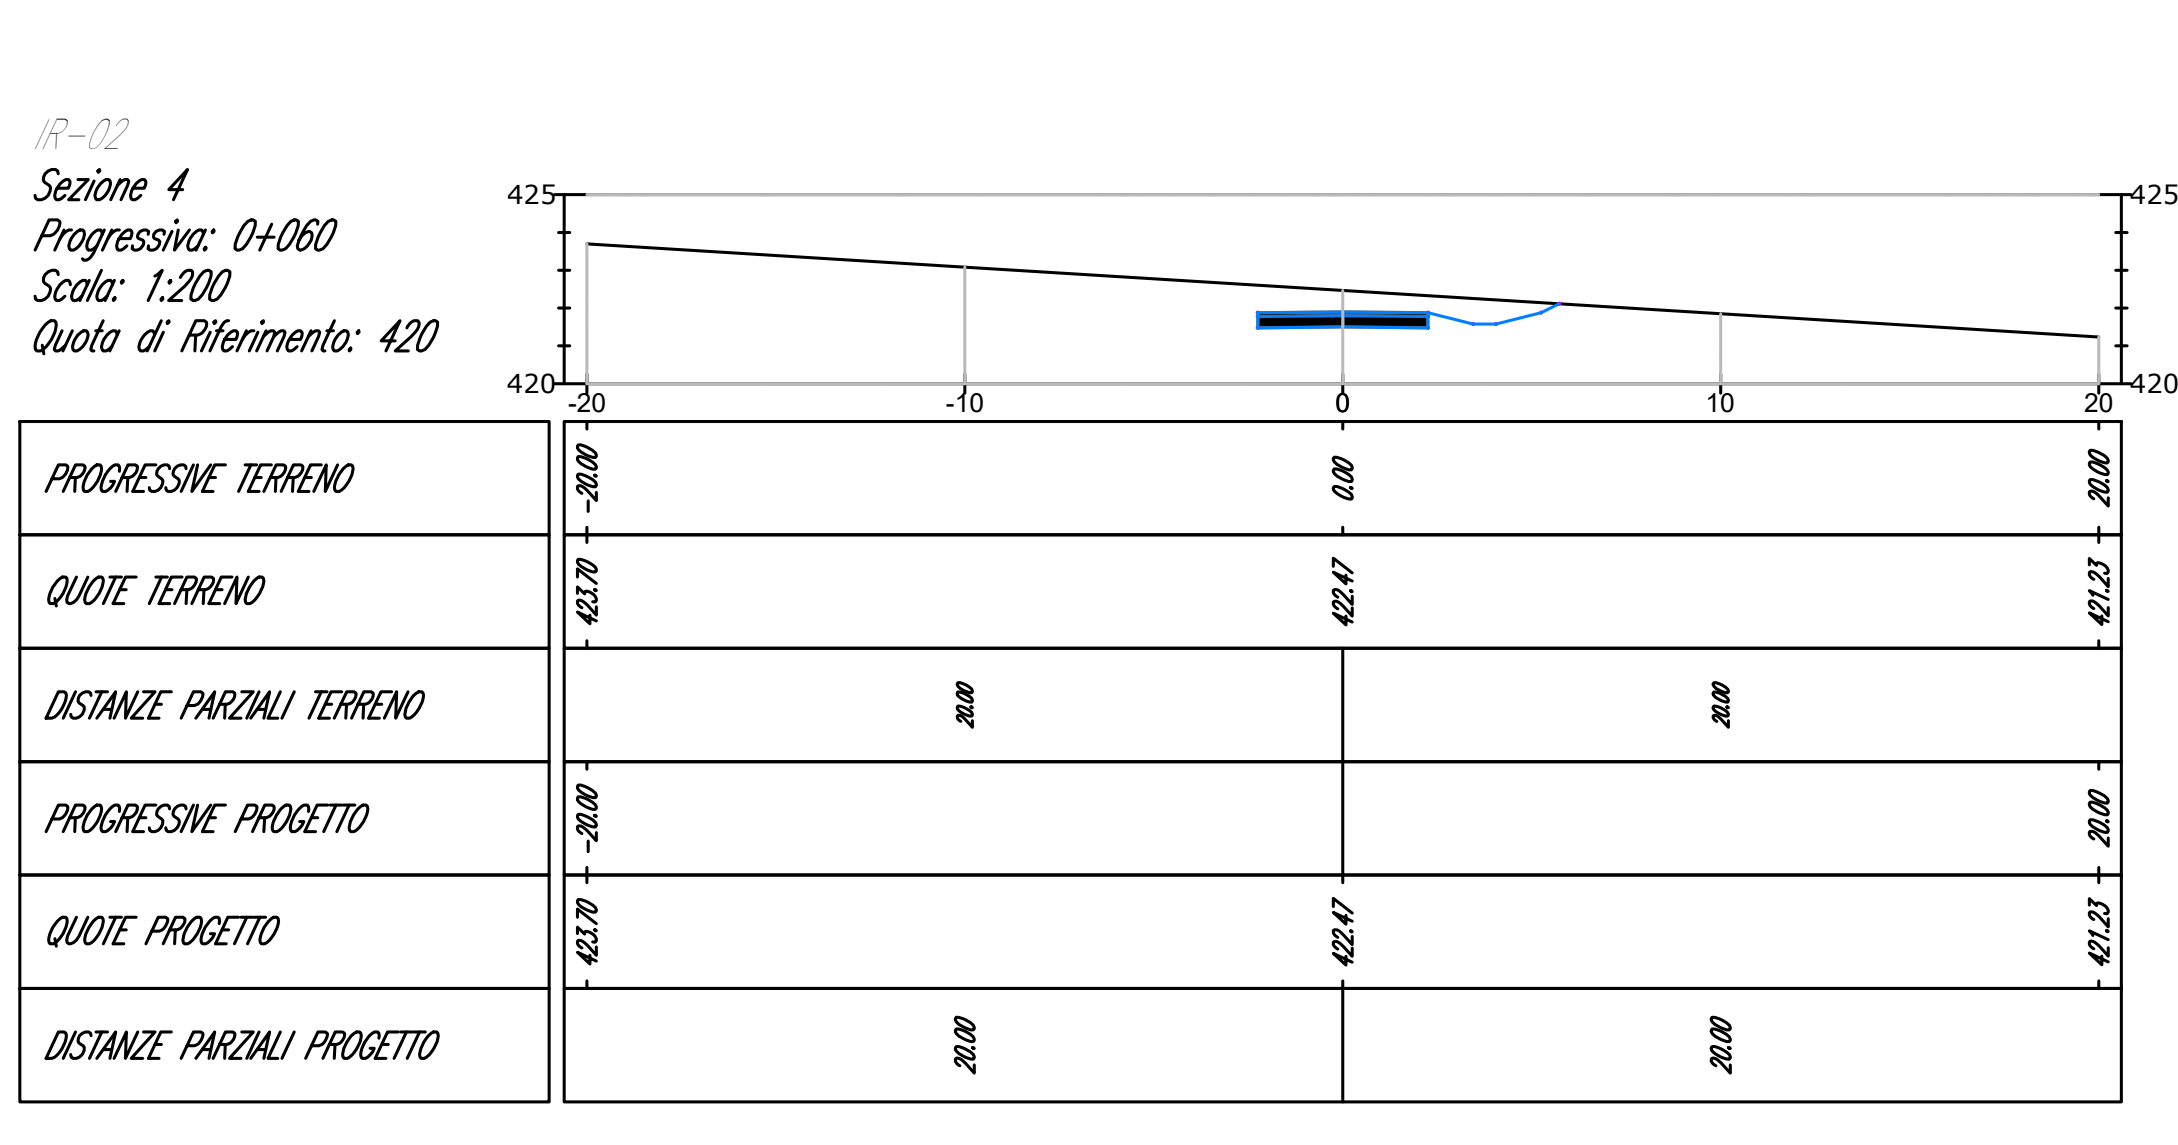 IR-02
Sezione 4
Progressiva: 0+060
Scala: 1:200
Quota di Riferimento: 420
425 425
420 420
-20 -10 0 10 20
PROGRESSIVE TERRENO -20.00 0.00 20.00
QUOTE TERRENO 423.70 422.47 421.23
DISTANZE PARZIALI TERRENO 20.00 20.00
PROGRESSIVE PROGETTO -20.00 20.00
QUOTE PROGETTO 423.70 422.47 421.23
DISTANZE PARZIALI PROGETTO 20.00 20.00